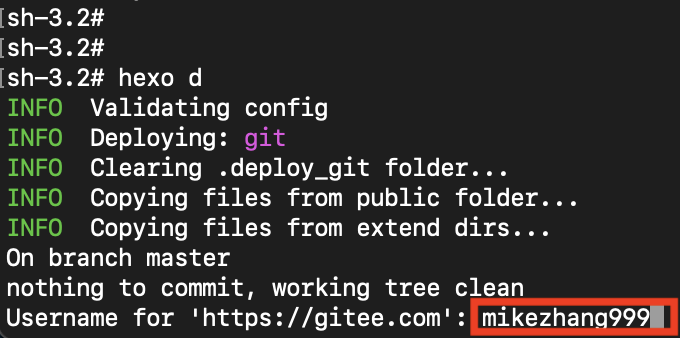 [sh-3.2#
[sh-3.2#
[sh-3.2# hexo d
INFO  Validating config
INFO  Deploying: git
INFO  Clearing .deploy_git folder...
INFO  Copying files from public folder...
INFO  Copying files from extend dirs...
On branch master
nothing to commit, working tree clean
Username for 'https://gitee.com': mikezhang999